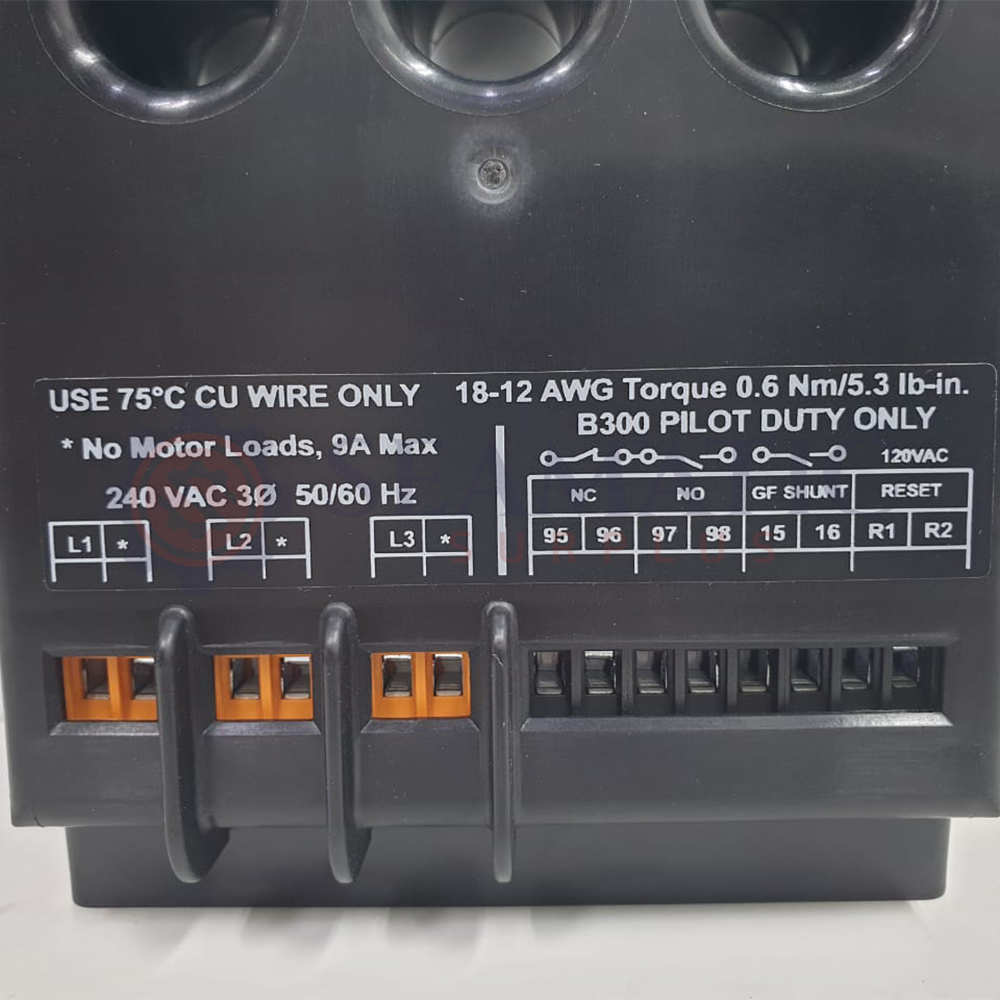 USE 75°C CU WIRE ONLY
* No Motor Loads, 9A Max
240 VAC 3Ø 50/60 Hz
L1 * L2 * L3 *
18-12 AWG Torque 0.6 Nm/5.3 lb-in.
B300 PILOT DUTY ONLY
120VAC
NC NO GF SHUNT RESET
95 96 97 98 15 16 R1 R2
SURPLUS